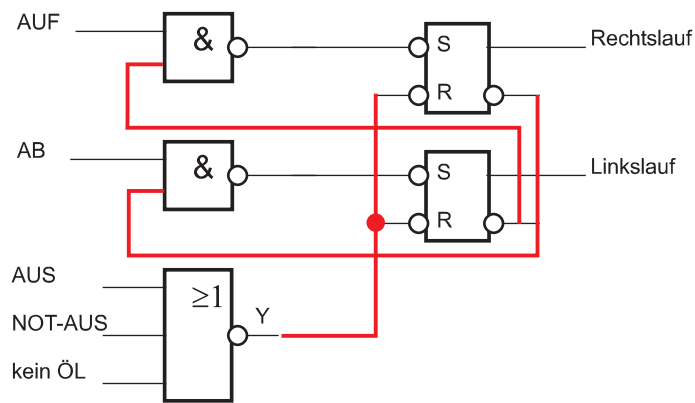 AUF
&
S
R
Rechtslauf
AB
&
S
R
Linkslauf
AUS
NOT-AUS
kein ÖL
≥1
Y